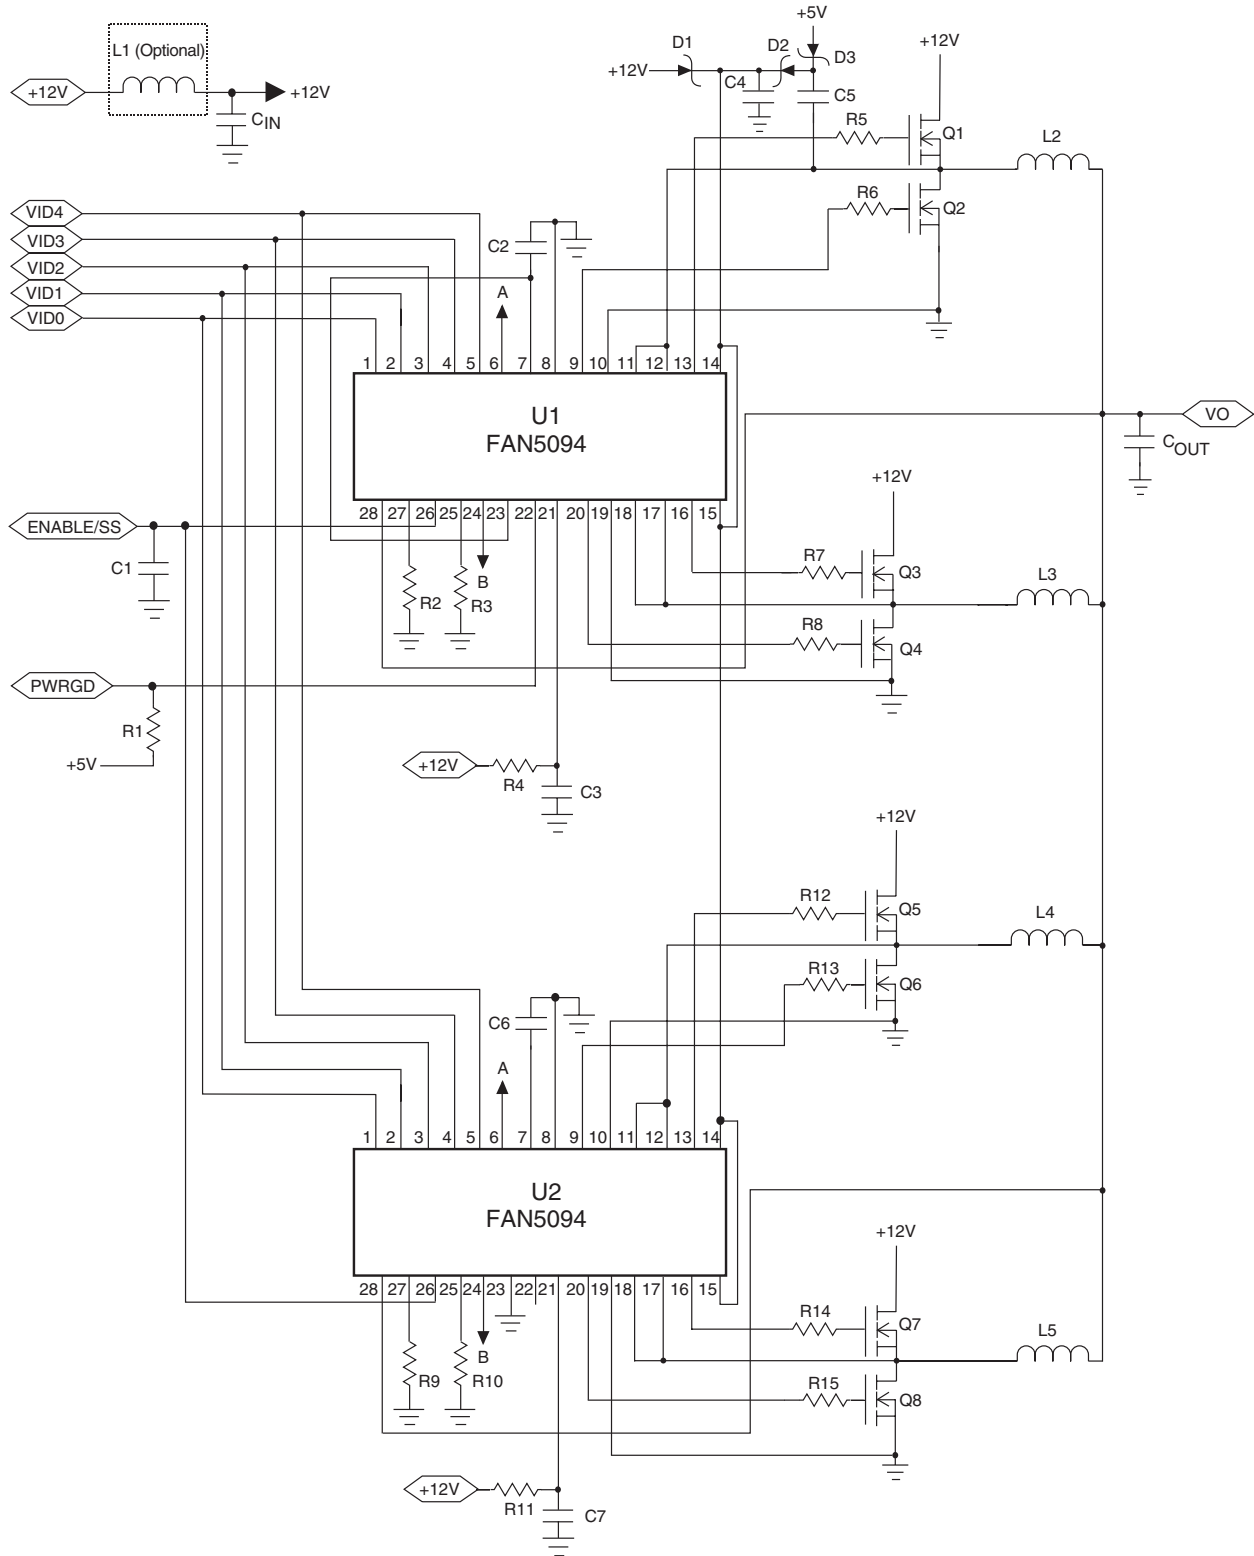 +5V
D1
D2
+12V
L1 (Optional)
D3
+12V
C4
+12V
+12V
C5
CIN
R5
Q1
L2
R6
Q2
VID4
VID3
C2
VID2
VID1
A
VID0
1 2 3 4 5 6 7 8 9 10 11 12 13 14
U1
FAN5094
VO
COUT
+12V
28 27 26 25 24 23 22 21 20 19 18 17 16 15
ENABLE/SS
C1
R7
Q3
L3
B
R2
R3
R8
Q4
PWRGD
R1
+5V
+12V
R4
C3
+12V
R12
Q5
L4
R13
Q6
C6
A
1 2 3 4 5 6 7 8 9 10 11 12 13 14
U2
FAN5094
+12V
28 27 26 25 24 23 22 21 20 19 18 17 16 15
R14
Q7
L5
B
R9
R10
R15
Q8
+12V
R11
C7